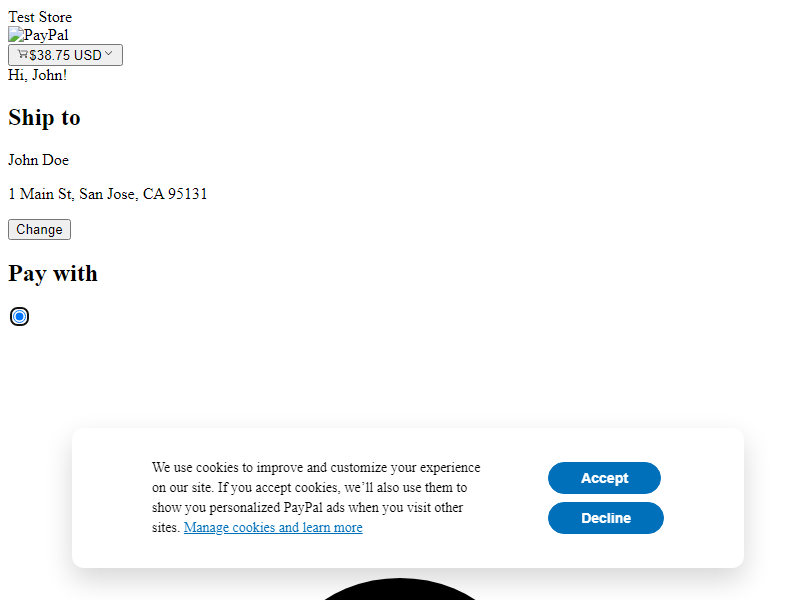 Test Store
PayPal
$38.75 USD
Hi, John!
Ship to
John Doe
1 Main St, San Jose, CA 95131
Change
Pay with
We use cookies to improve and customize your experience
on our site. If you accept cookies, we’ll also use them to
show you personalized PayPal ads when you visit other
sites. Manage cookies and learn more
Accept
Decline